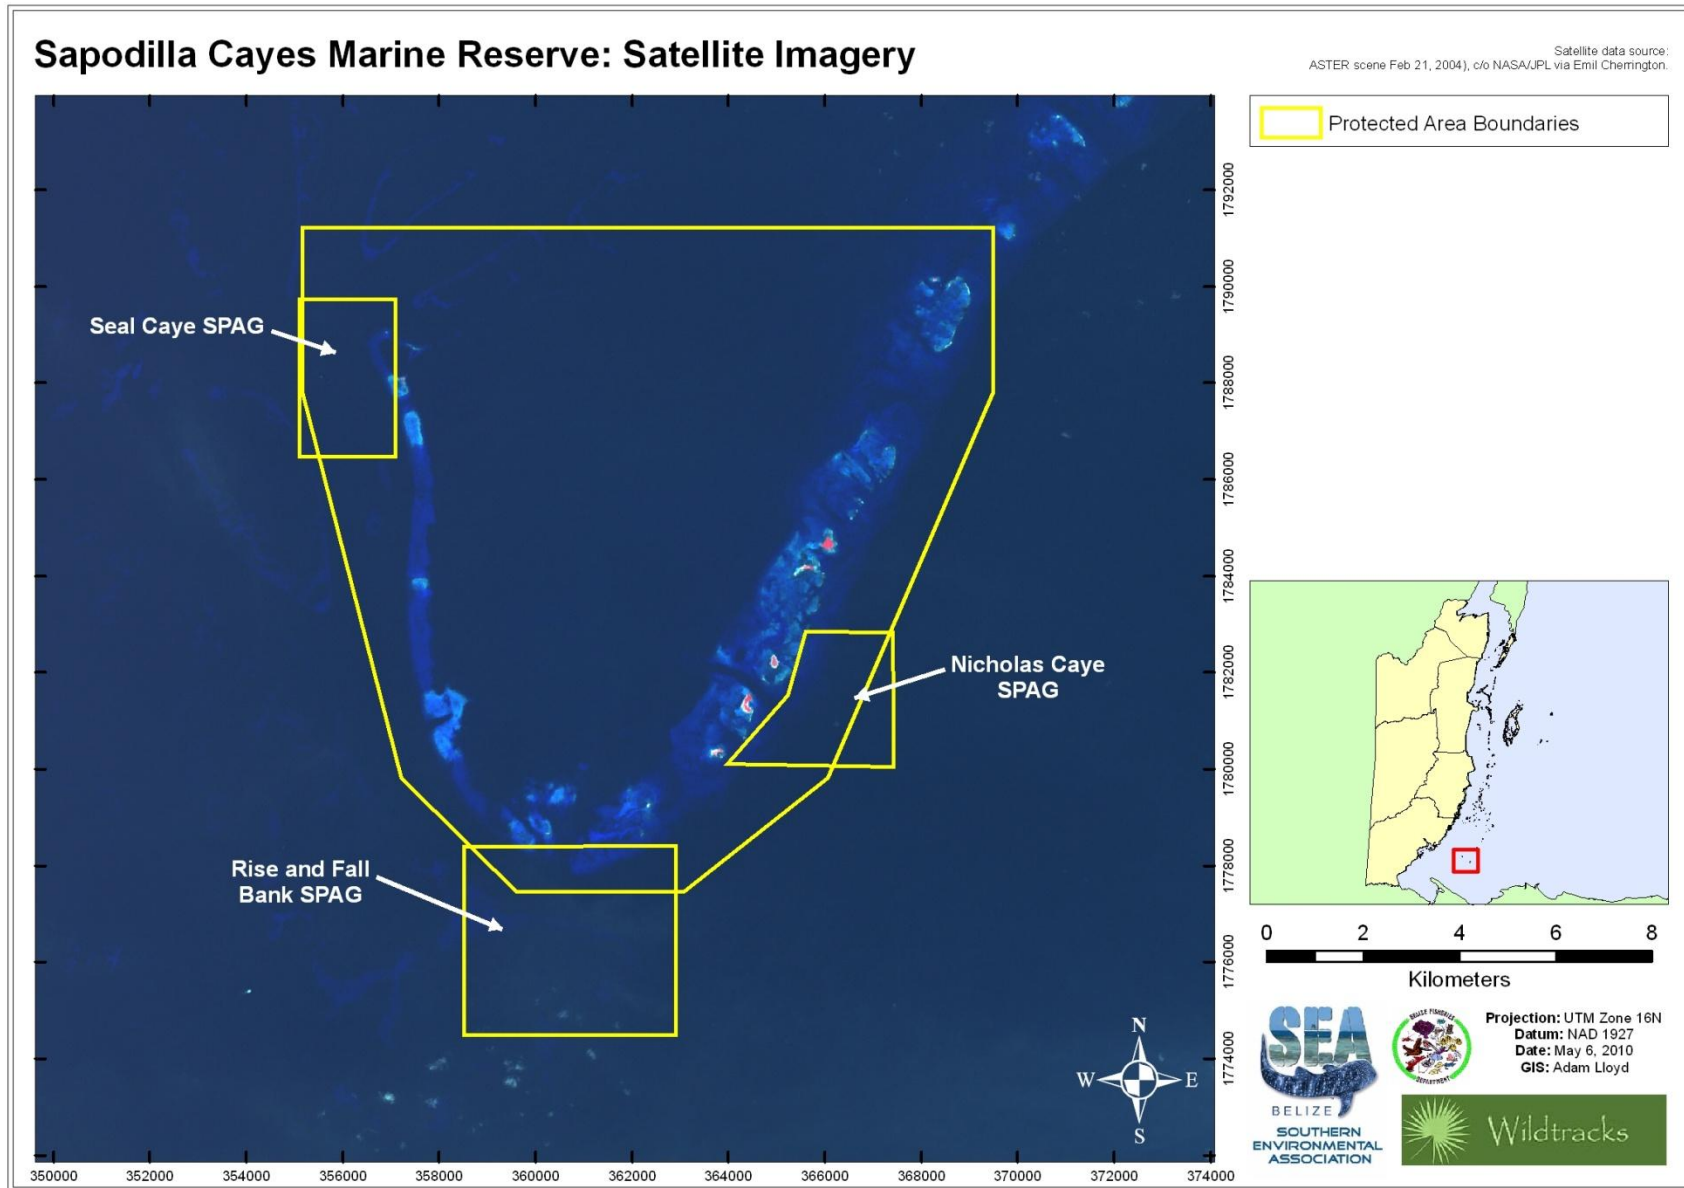 Sapodilla Cayes Marine Reserve: Satellite Imagery
Satellite data source:
ASTER scene Feb 21, 2004), c/o NASA/JPL via Emil Cherrington.
Protected Area Boundaries
Seal Caye SPAG
Nicholas Caye
SPAG
Rise and Fall
Bank SPAG
1792000
1790000
1788000
1786000
1784000
1782000
1780000
1778000
1776000
1774000
350000 352000 354000 356000 358000 360000 362000 364000 366000 368000 370000 372000 374000
N
W E
S
0 2 4 6 8
Kilometers
SEA
BELIZE
SOUTHERN
ENVIRONMENTAL
ASSOCIATION
BELIZE FISHERIES
DEPARTMENT
Projection: UTM Zone 16N
Datum: NAD 1927
Date: May 6, 2010
GIS: Adam Lloyd
Wildtracks